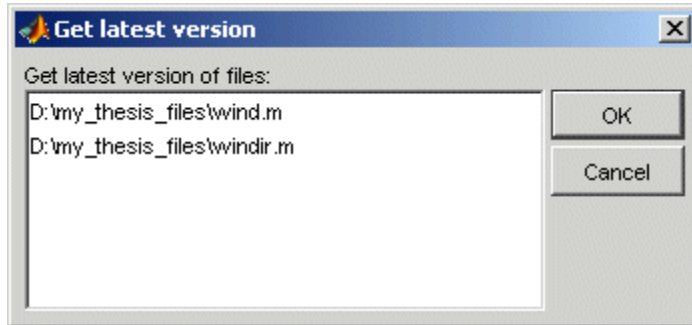 Get latest version
Get latest version of files:
D:\my_thesis_files\wind.m
OK
D:\my_thesis_files\windir.m
Cancel